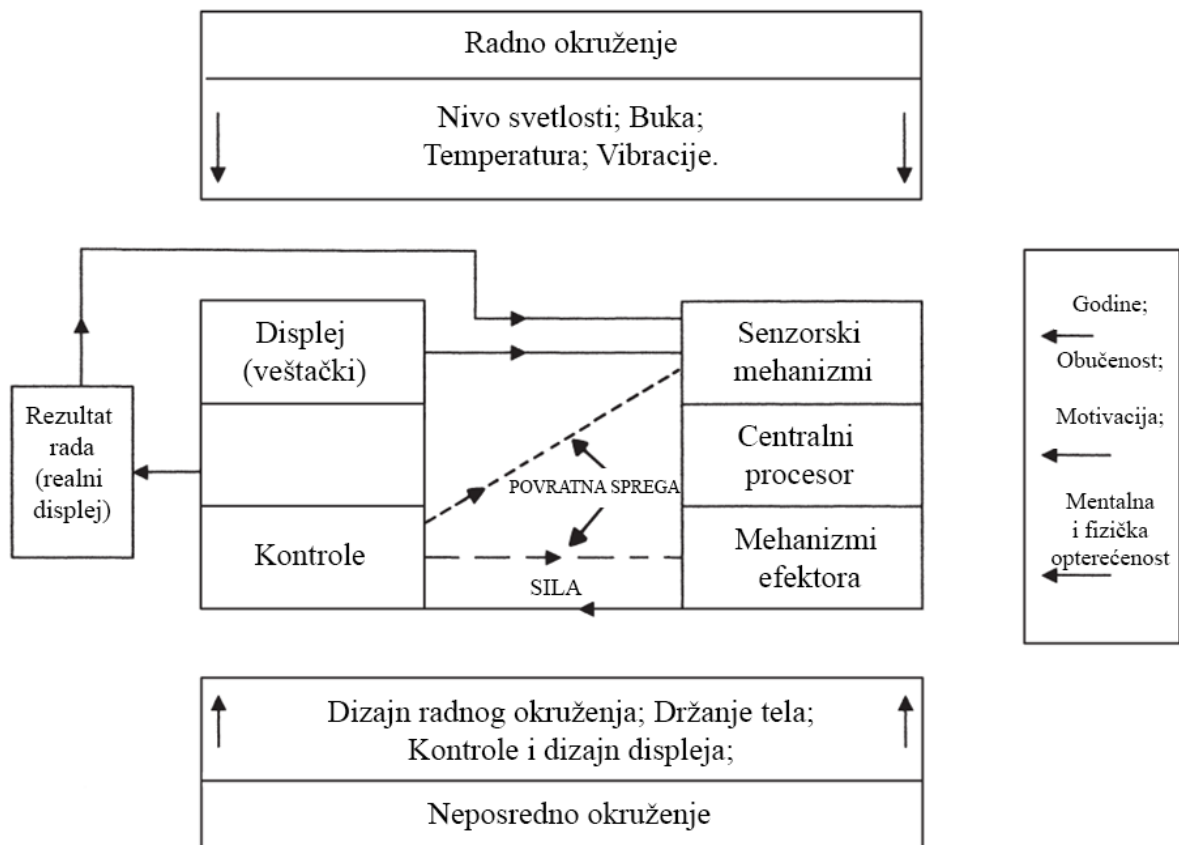 Radno okruženje
Nivo svetlosti; Buka;
Temperatura; Vibracije.
Displej
(veštački)
Senzorski
mehanizmi
Godine;
Obučenost;
Rezultat
rada
(realni
displej)
Centralni
procesor
Motivacija;
POVRATNA SPREGA
Kontrole
Mehanizmi
efektora
Mentalna
i fizička
opterećenost
SILA
Dizajn radnog okruženja; Držanje tela;
Kontrole i dizajn displeja;
Neposredno okruženje